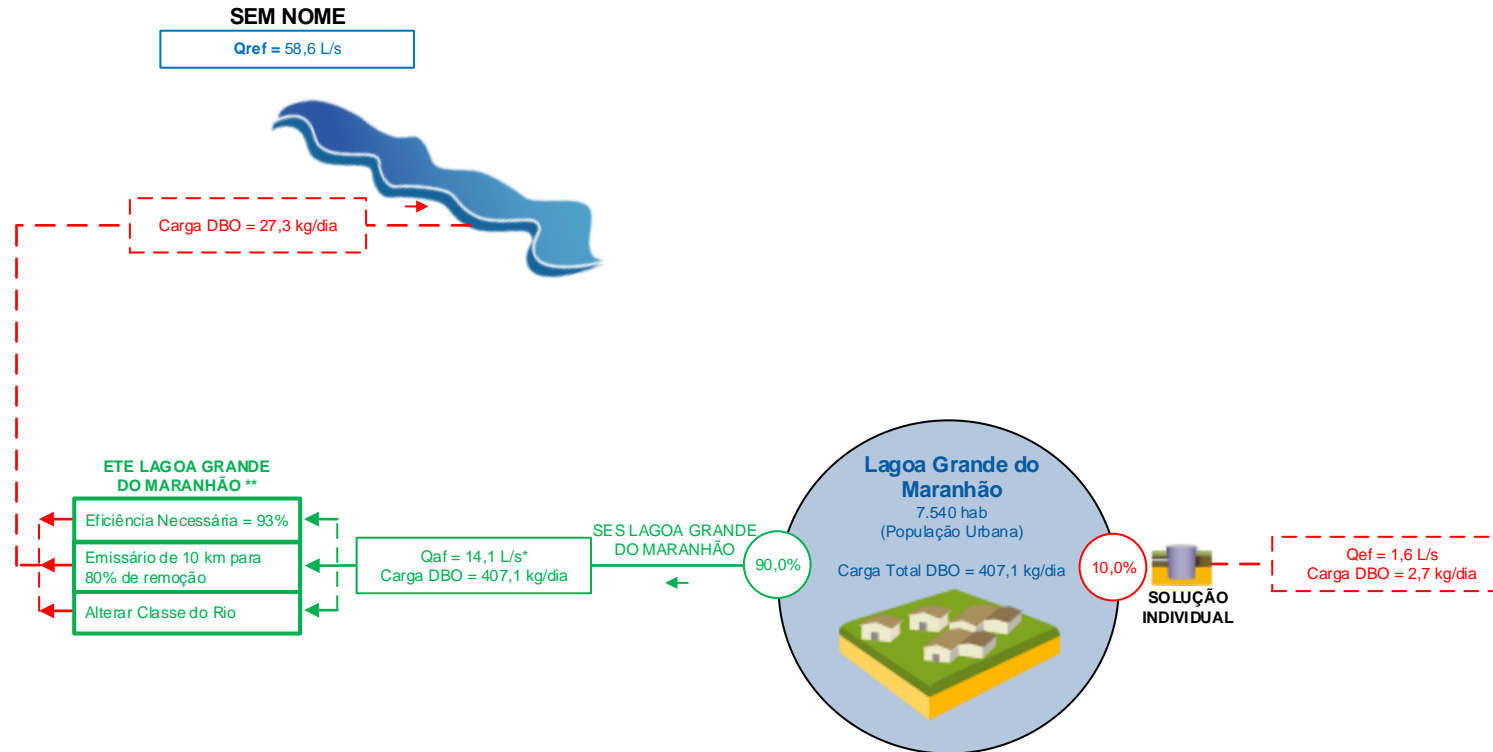 SEM NOME
Qref = 58,6 L/s
Carga DBO = 27,3 kg/dia
ETE LAGOA GRANDE
DO MARANHÃO **
Eficiência Necessária = 93%
Emissário de 10 km para
80% de remoção
Alterar Classe do Rio
Qaf = 14,1 L/s*
Carga DBO = 407,1 kg/dia
SES LAGOA GRANDE
DO MARANHÃO
90,0%
Lagoa Grande do
Maranhão
7.540 hab
(População Urbana)
Carga Total DBO = 407,1 kg/dia
10,0%
SOLUÇÃO
INDIVIDUAL
Qef = 1,6 L/s
Carga DBO = 2,7 kg/dia